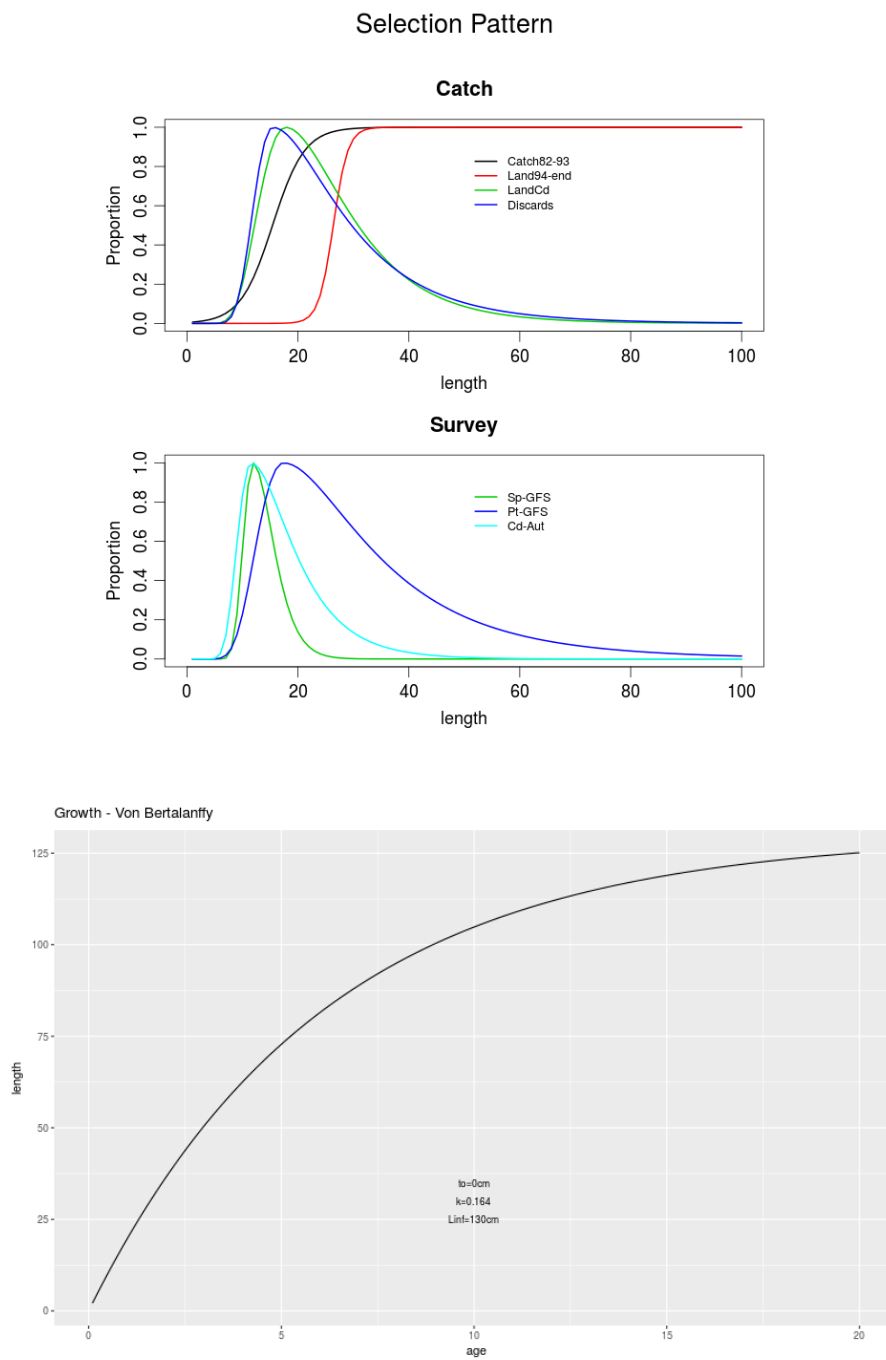 Selection Pattern
Catch
1.0
0.8
0.6
0.4
0.2
0.0
Proportion
Catch82-93
Land94-end
LandCd
Discards
0 20 40 60 80 100
length
Survey
1.0
0.8
0.6
0.4
0.2
0.0
Proportion
Sp-GFS
Pt-GFS
Cd-Aut
0 20 40 60 80 100
length
Growth - Von Bertalanffy
125
100
75
50
25
0
length
to=0cm
k=0.164
Linf=130cm
0 5 10 15 20
age